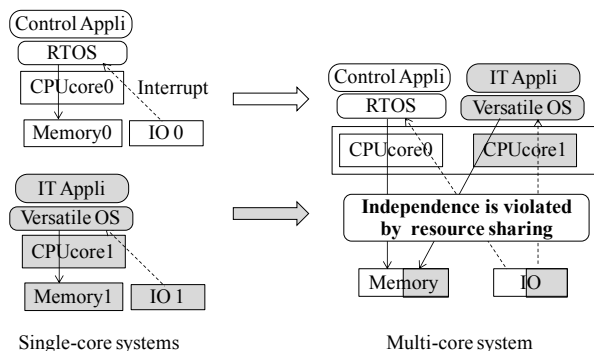 Control Appli
RTOS
CPUcore0
Interrupt
Memory0
IO 0
IT Appli
Versatile OS
CPUcore1
Memory1
IO 1
Single-core systems
Control Appli
IT Appli
RTOS
Versatile OS
CPUcore0
CPUcore1
Independence is violated
by resource sharing
Memory
IO
Multi-core system